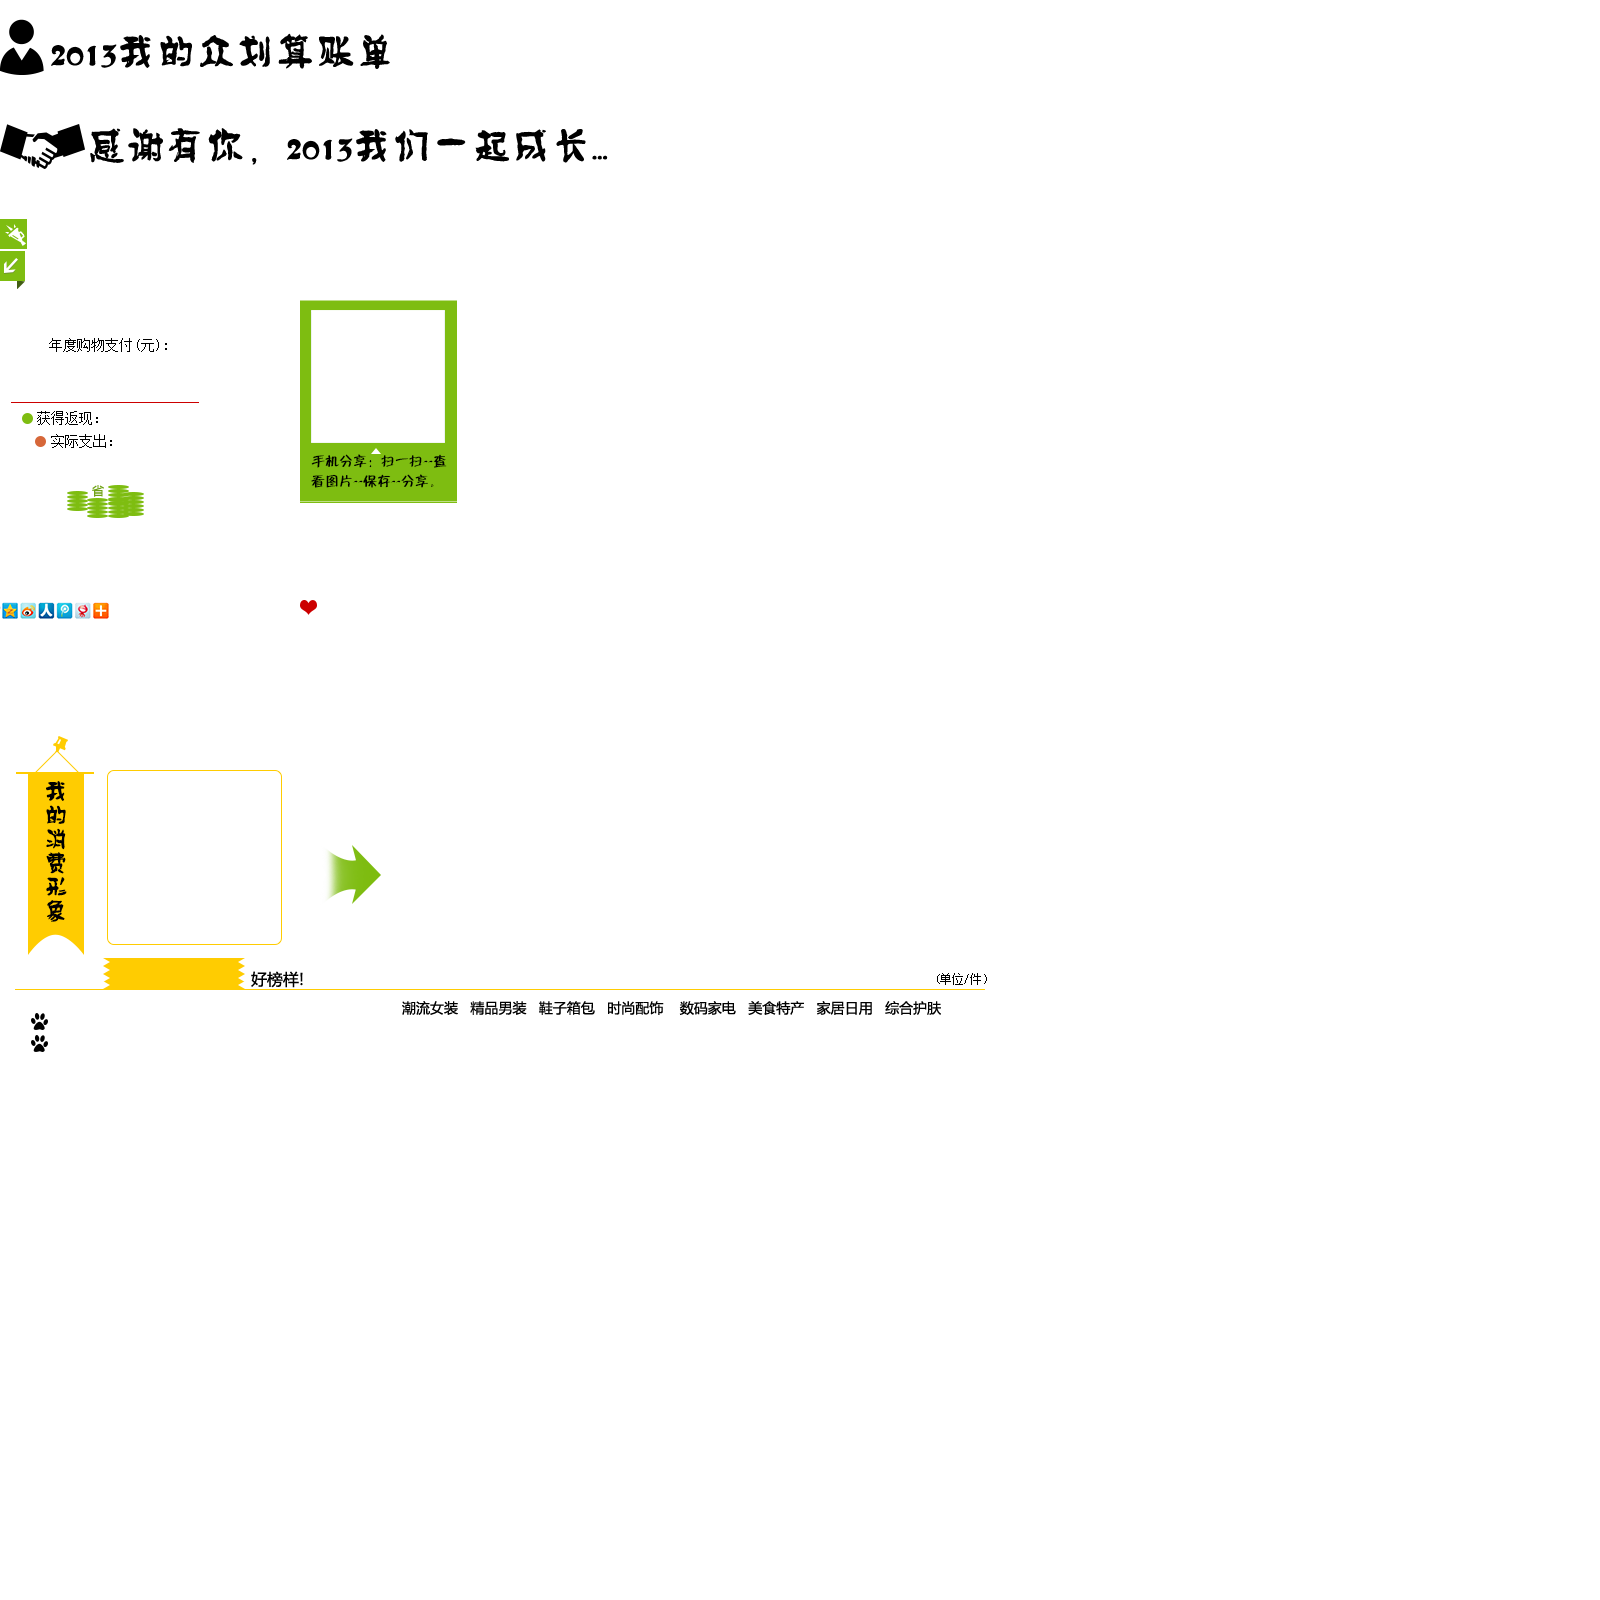 2013我的众划算账单
感谢有你，2013我们一起成长...
年度购物支付(元)：
获得返现：
实际支出：
省
手机分享：扫一扫--查
看图片--保存--分享。
我的消费形象
好榜样!
(单位/件)
潮流女装 精品男装 鞋子箱包 时尚配饰 数码家电 美食特产 家居日用 综合护肤